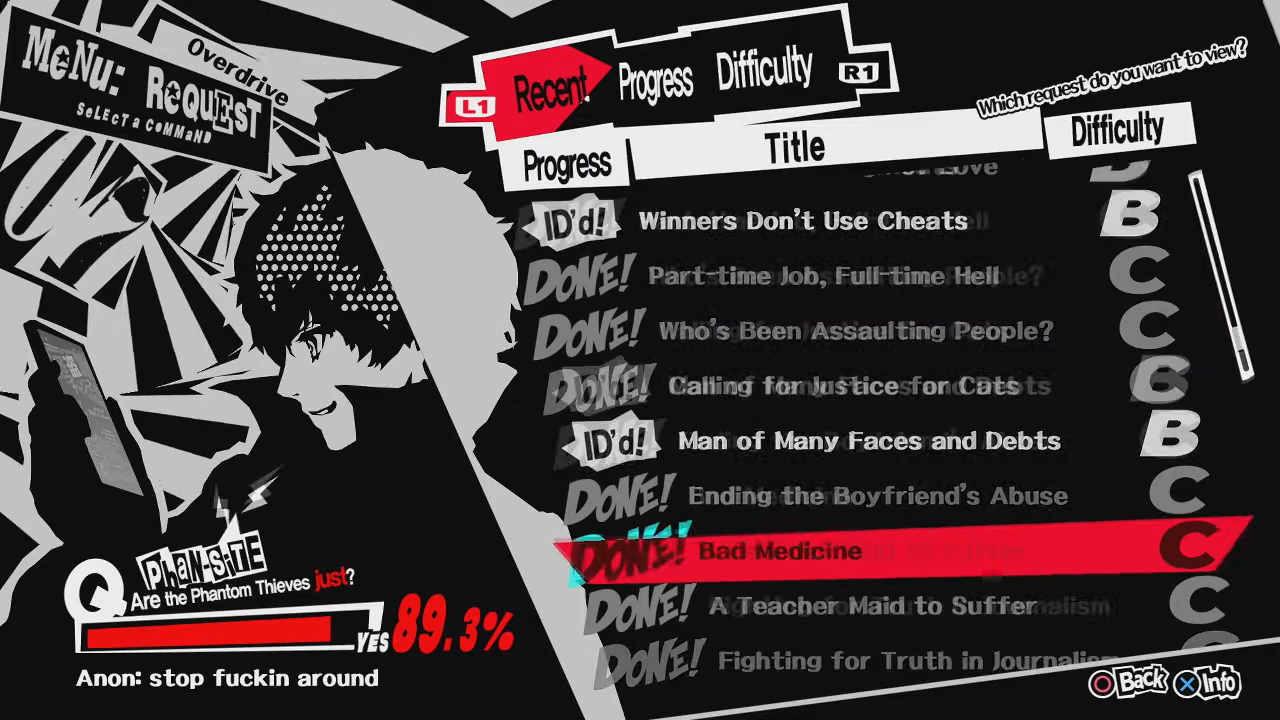 MeNu: ReQuEST
SeLEcT a CoMMaND
Overdrive
L1 Recent Progress Difficulty R1
Which request do you want to view?
Progress Title Difficulty
Love
ID'd! Winners Don't Use Cheats B
DONE! Part-time Job, Full-time Hell C
DONE! Who's Been Assaulting People? C
DONE! Calling for Justice for Cats B
ID'd! Man of Many Faces and Debts B
DONE! Ending the Boyfriend's Abuse C
DONE! Bad Medicine C
DONE! A Teacher Maid to Suffer C
DONE! Fighting for Truth in Journalism
PhaN-SiTE
Q Are the Phantom Thieves just?
YES 89.3%
Anon: stop fuckin around
Back Info